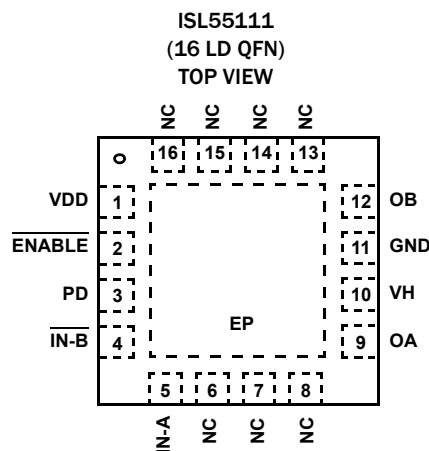 ISL55111
(16 LD QFN)
TOP VIEW
NC NC NC NC
16 15 14 13
VDD 1 12 OB
ENABLE 2 11 GND
PD 3 10 VH
EP
IN-B 4 9 OA
5 6 7 8
IN-A NC NC NC